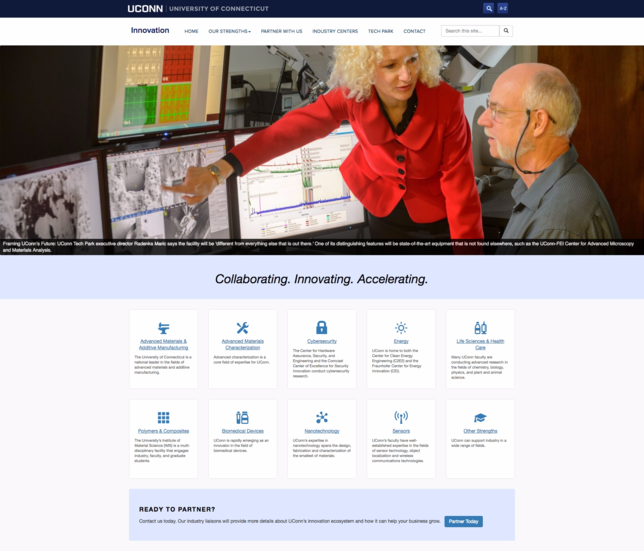 UCONN | UNIVERSITY OF CONNECTICUT
A-Z
Innovation
HOME
OUR STRENGTHS
PARTNER WITH US
INDUSTRY CENTERS
TECH PARK
CONTACT
Search this site...
Framing UConn's Future: UConn Tech Park executive director Radenka Maric says the facility will be 'different from everything else that is out there.' One of its distinguishing features will be state-of-the-art equipment that is not found elsewhere, such as the UConn-FEI Center for Advanced Microscopy
and Materials Analysis.
Collaborating. Innovating. Accelerating.
Advanced Materials &
Additive Manufacturing
The University of Connecticut is a
national leader in the fields of
advanced materials and additive
manufacturing.
Advanced Materials
Characterization
Advanced characterization is a
core field of expertise for UConn.
Cybersecurity
The Center for Hardware
Assurance, Security, and
Engineering and the Comcast
Center of Excellence for Security
Innovation conduct cybersecurity
research.
Energy
UConn is home to both the
Center for Clean Energy
Engineering (C2E2) and the
Fraunhofer Center for Energy
Innovation (CEI).
Life Sciences & Health
Care
Many UConn faculty are
conducting advanced research in
the fields of chemistry, biology,
physics, and plant and animal
science.
Polymers & Composites
The University's Institute of
Material Science (IMS) is a multi-
disciplinary facility that engages
industry, faculty, and graduate
students.
Biomedical Devices
UConn is rapidly emerging as an
innovator in the field of
biomedical devices.
Nanotechnology
UConn's expertise in
nanotechnology spans the design,
fabrication and characterization of
the smallest of materials.
Sensors
UConn's faculty have well-
established expertise in the fields
of sensor technology, object
localization and wireless
communications technologies.
Other Strengths
UConn can support industry in a
wide range of fields.
READY TO PARTNER?
Contact us today. Our industry liaisons will provide more details about UConn's innovation ecosystem and how it can help your business grow.
Partner Today